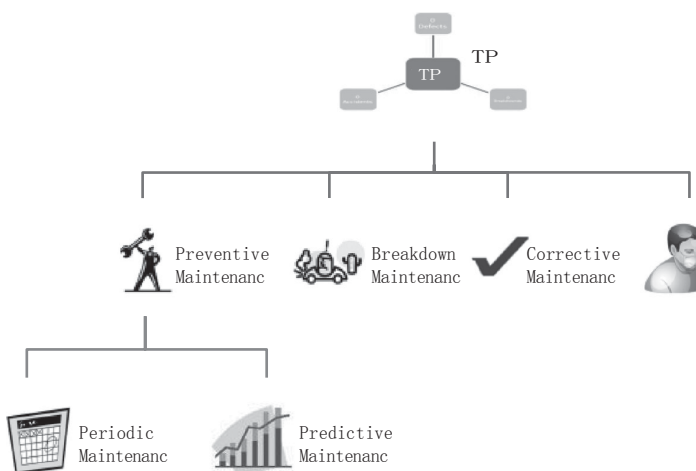 TP
TP
Preventive
Maintenanc
Breakdown
Maintenanc
Corrective
Maintenanc
Periodic
Maintenanc
Predictive
Maintenanc